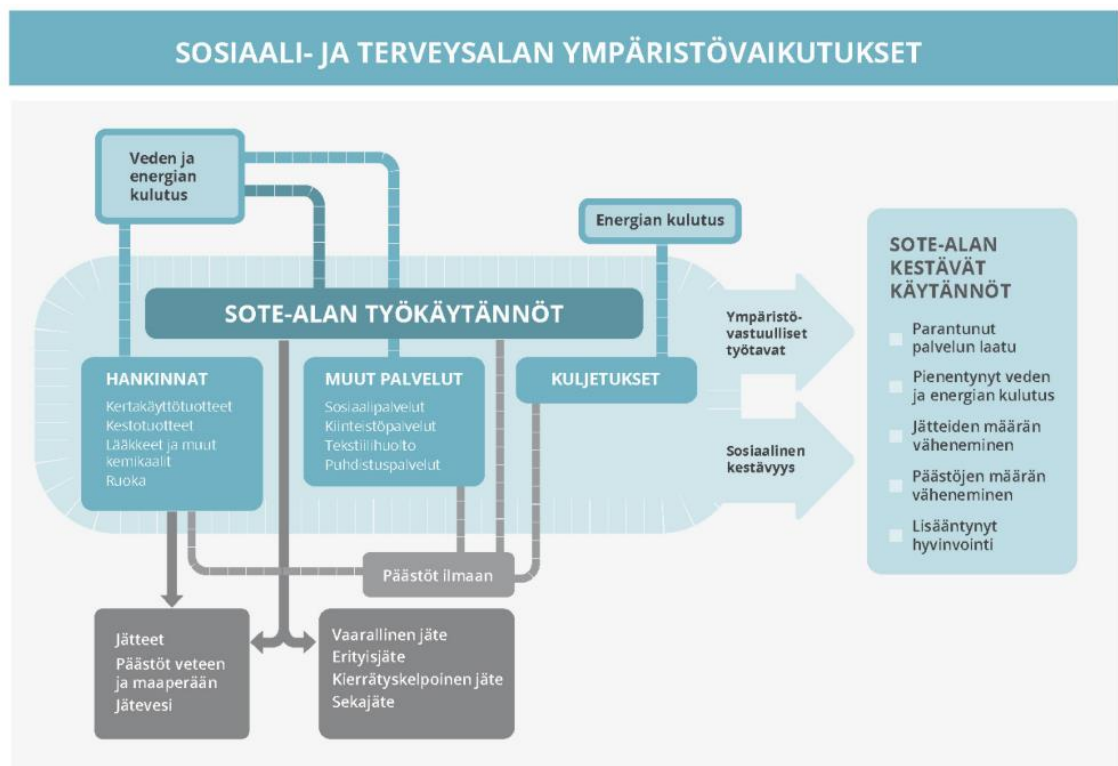 SOSIAALI- JA TERVEYSALAN YMPÄRISTÖVAIKUTUKSET
Veden ja
energian
kulutus
Energian kulutus
SOTE-ALAN TYÖKÄYTÄNNÖT
HANKINNAT
Kertakäyttötuotteet
Kestotuotteet
Lääkkeet ja muut
kemikaalit
Ruoka
MUUT PALVELUT
Sosiaalipalvelut
Kiinteistöpalvelut
Tekstiilihuolto
Puhdistuspalvelut
KULJETUKSET
Päästöt ilmaan
Jätteet
Päästöt veteen
ja maaperään
Jätevesi
Vaarallinen jäte
Erityisjäte
Kierrätyskelpoinen jäte
Sekajäte
Ympäristö-
vastuulliset
työtavat
Sosiaalinen
kestävyys
SOTE-ALAN
KESTÄVÄT
KÄYTÄNNÖT
Parantunut
palvelun laatu
Pienentynyt veden
ja energian kulutus
Jätteiden määrän
väheneminen
Päästöjen määrän
väheneminen
Lisääntynyt
hyvinvointi